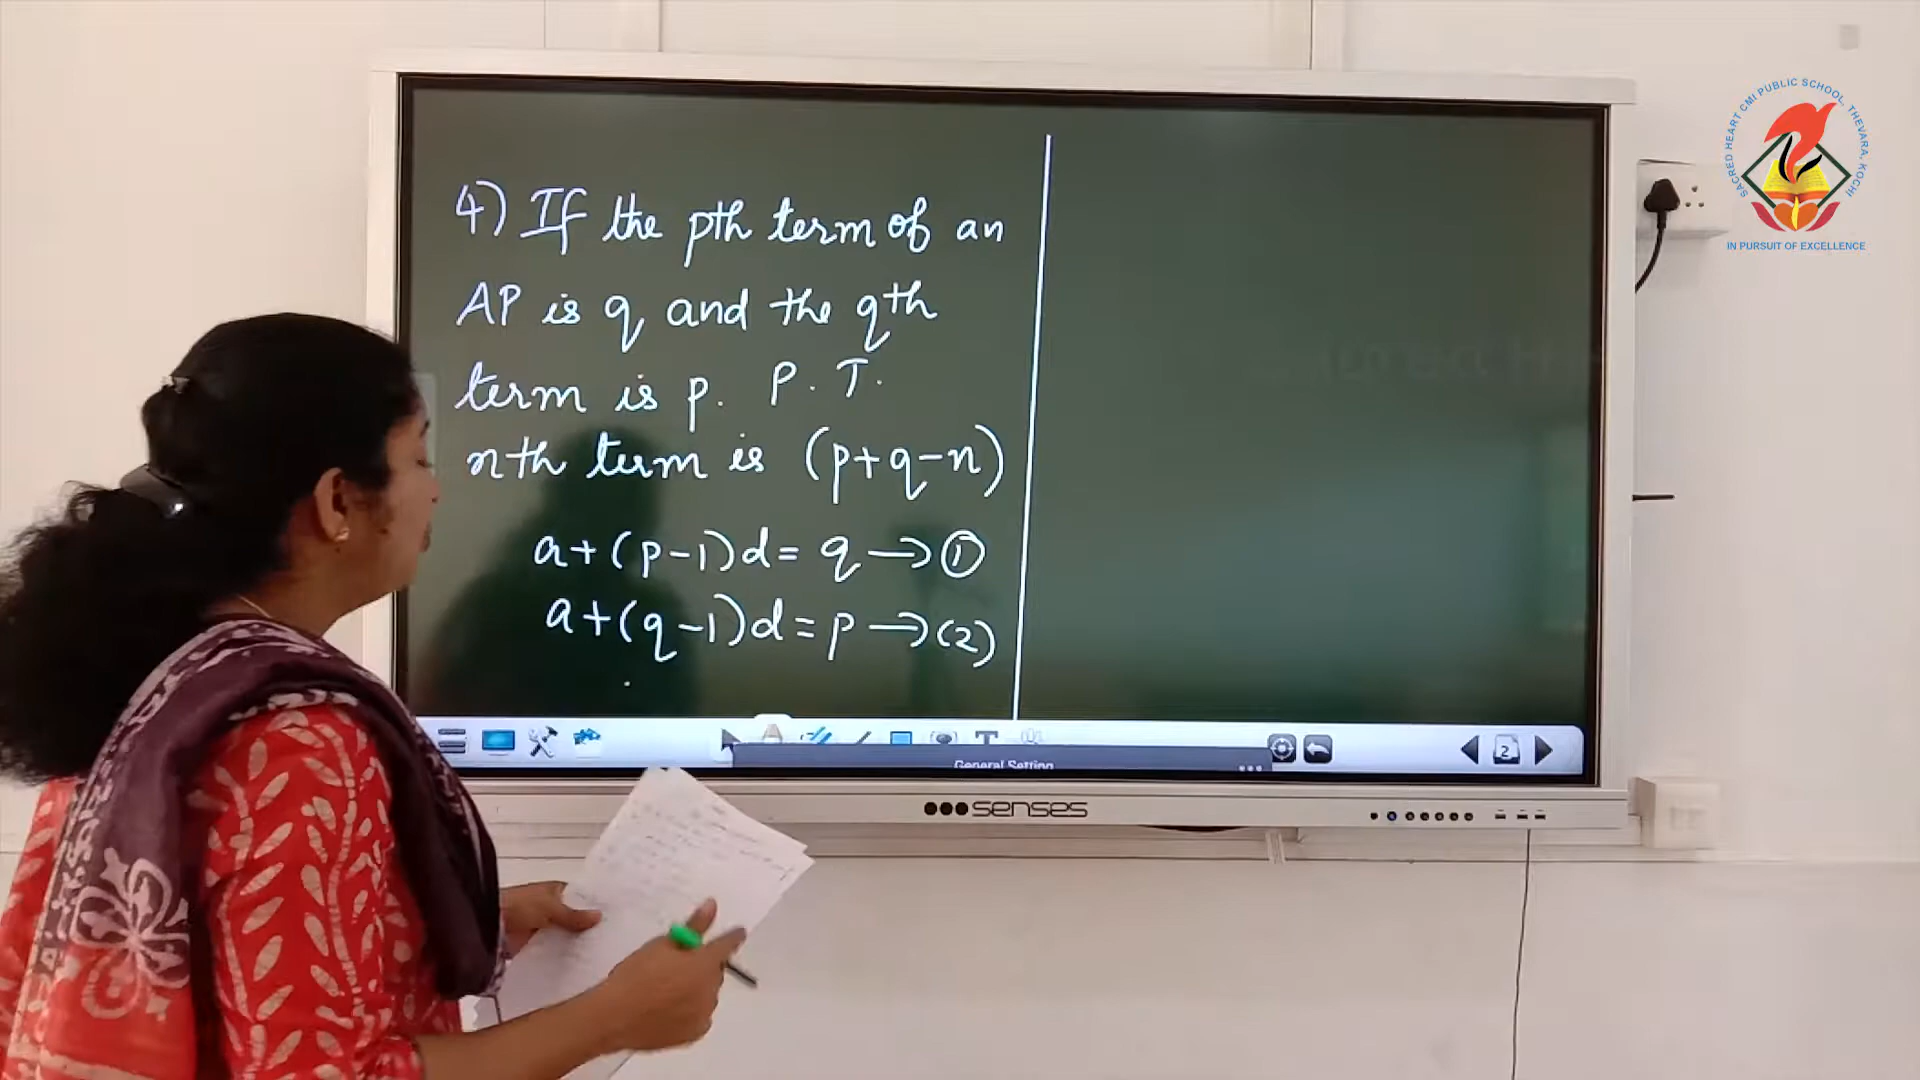 4) If the pth term of an
AP is q and the qth
term is p. P.T.
nth term is (p+q-n)
a+(p-1)d= q → ①
a+(q-1)d=p → (2)
T
2
General Setting
senses
SACRED HEART CMI PUBLIC SCHOOL, THEVARA, KOCHI
IN PURSUIT OF EXCELLENCE